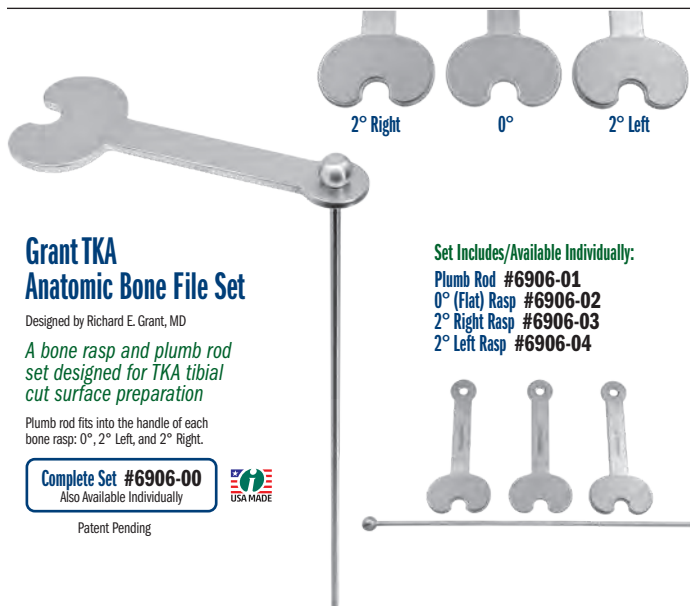 2° Right
0°
2° Left
Grant TKA
Anatomic Bone File Set
Designed by Richard E. Grant, MD
A bone rasp and plumb rod
set designed for TKA tibial
cut surface preparation
Plumb rod fits into the handle of each
bone rasp: 0°, 2° Left, and 2° Right.
Complete Set #6906-00
Also Available Individually
i
USA MADE
Patent Pending
Set Includes/Available Individually:
Plumb Rod #6906-01
0° (Flat) Rasp #6906-02
2° Right Rasp #6906-03
2° Left Rasp #6906-04